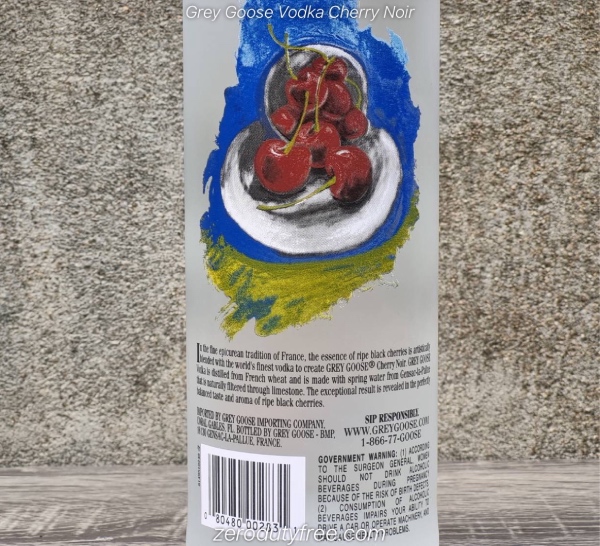 Grey Goose Vodka Cherry Noir
In the fine epicurean tradition of France, the essence of ripe black cherries is artistically
blended with the world's finest vodka to create GREY GOOSE® Cherry Noir. GREY GOOSE
Vodka is distilled from French wheat and is made with spring water from Gensac-la-Pallue
that is naturally filtered through limestone. The exceptional result is revealed in the perfectly
balanced taste and aroma of ripe black cherries.
IMPORTED BY GREY GOOSE IMPORTING COMPANY,
CORAL GABLES, FL. BOTTLED BY GREY GOOSE - BMP,
GENSAC-LA-PALLUE, FRANCE.
SIP RESPONSIBLY.
WWW.GREYGOOSE.COM
1-866-77-GOOSE
GOVERNMENT WARNING: (1) ACCORDING
TO THE SURGEON GENERAL, WOMEN
SHOULD NOT DRINK ALCOHOLIC
BEVERAGES DURING PREGNANCY
BECAUSE OF THE RISK OF BIRTH DEFECTS.
(2) CONSUMPTION OF ALCOHOLIC
BEVERAGES IMPAIRS YOUR ABILITY TO
DRIVE A CAR OR OPERATE MACHINERY, AND
PROBLEMS.
0 80480 00283 1
zerodutyfree.com